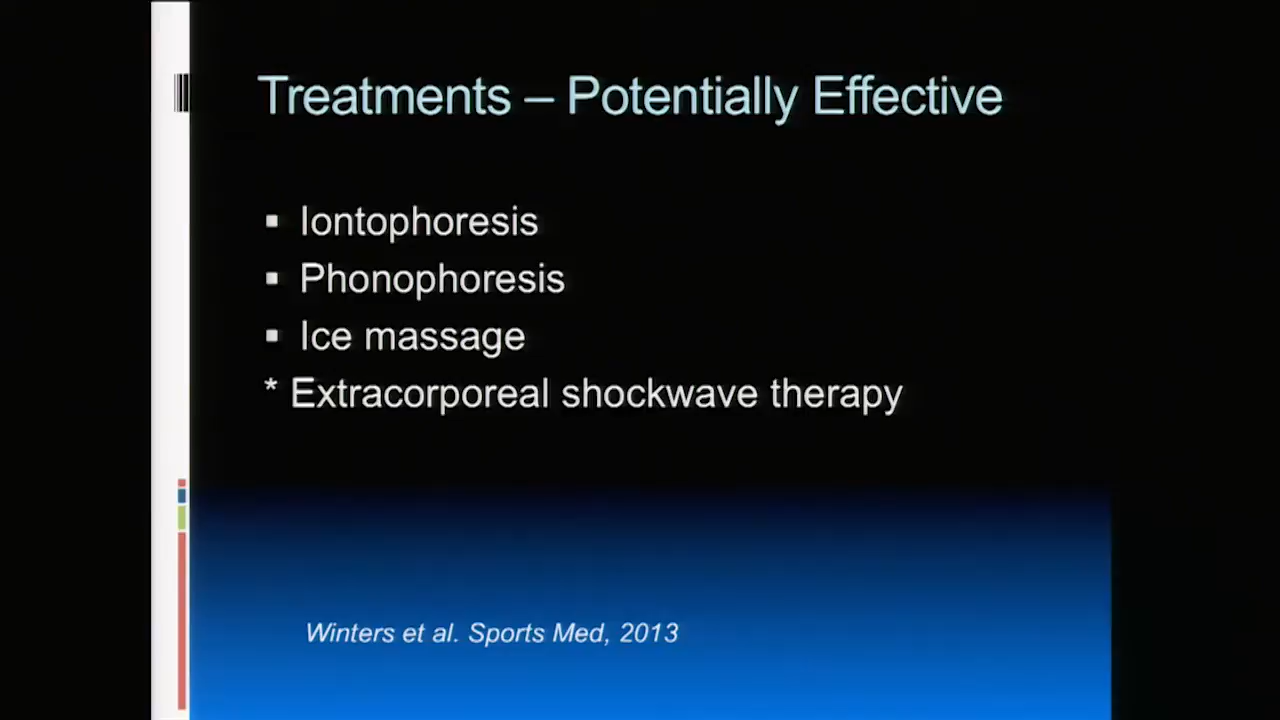 Treatments – Potentially Effective
▪ Iontophoresis
▪ Phonophoresis
▪ Ice massage
* Extracorporeal shockwave therapy
Winters et al. Sports Med, 2013